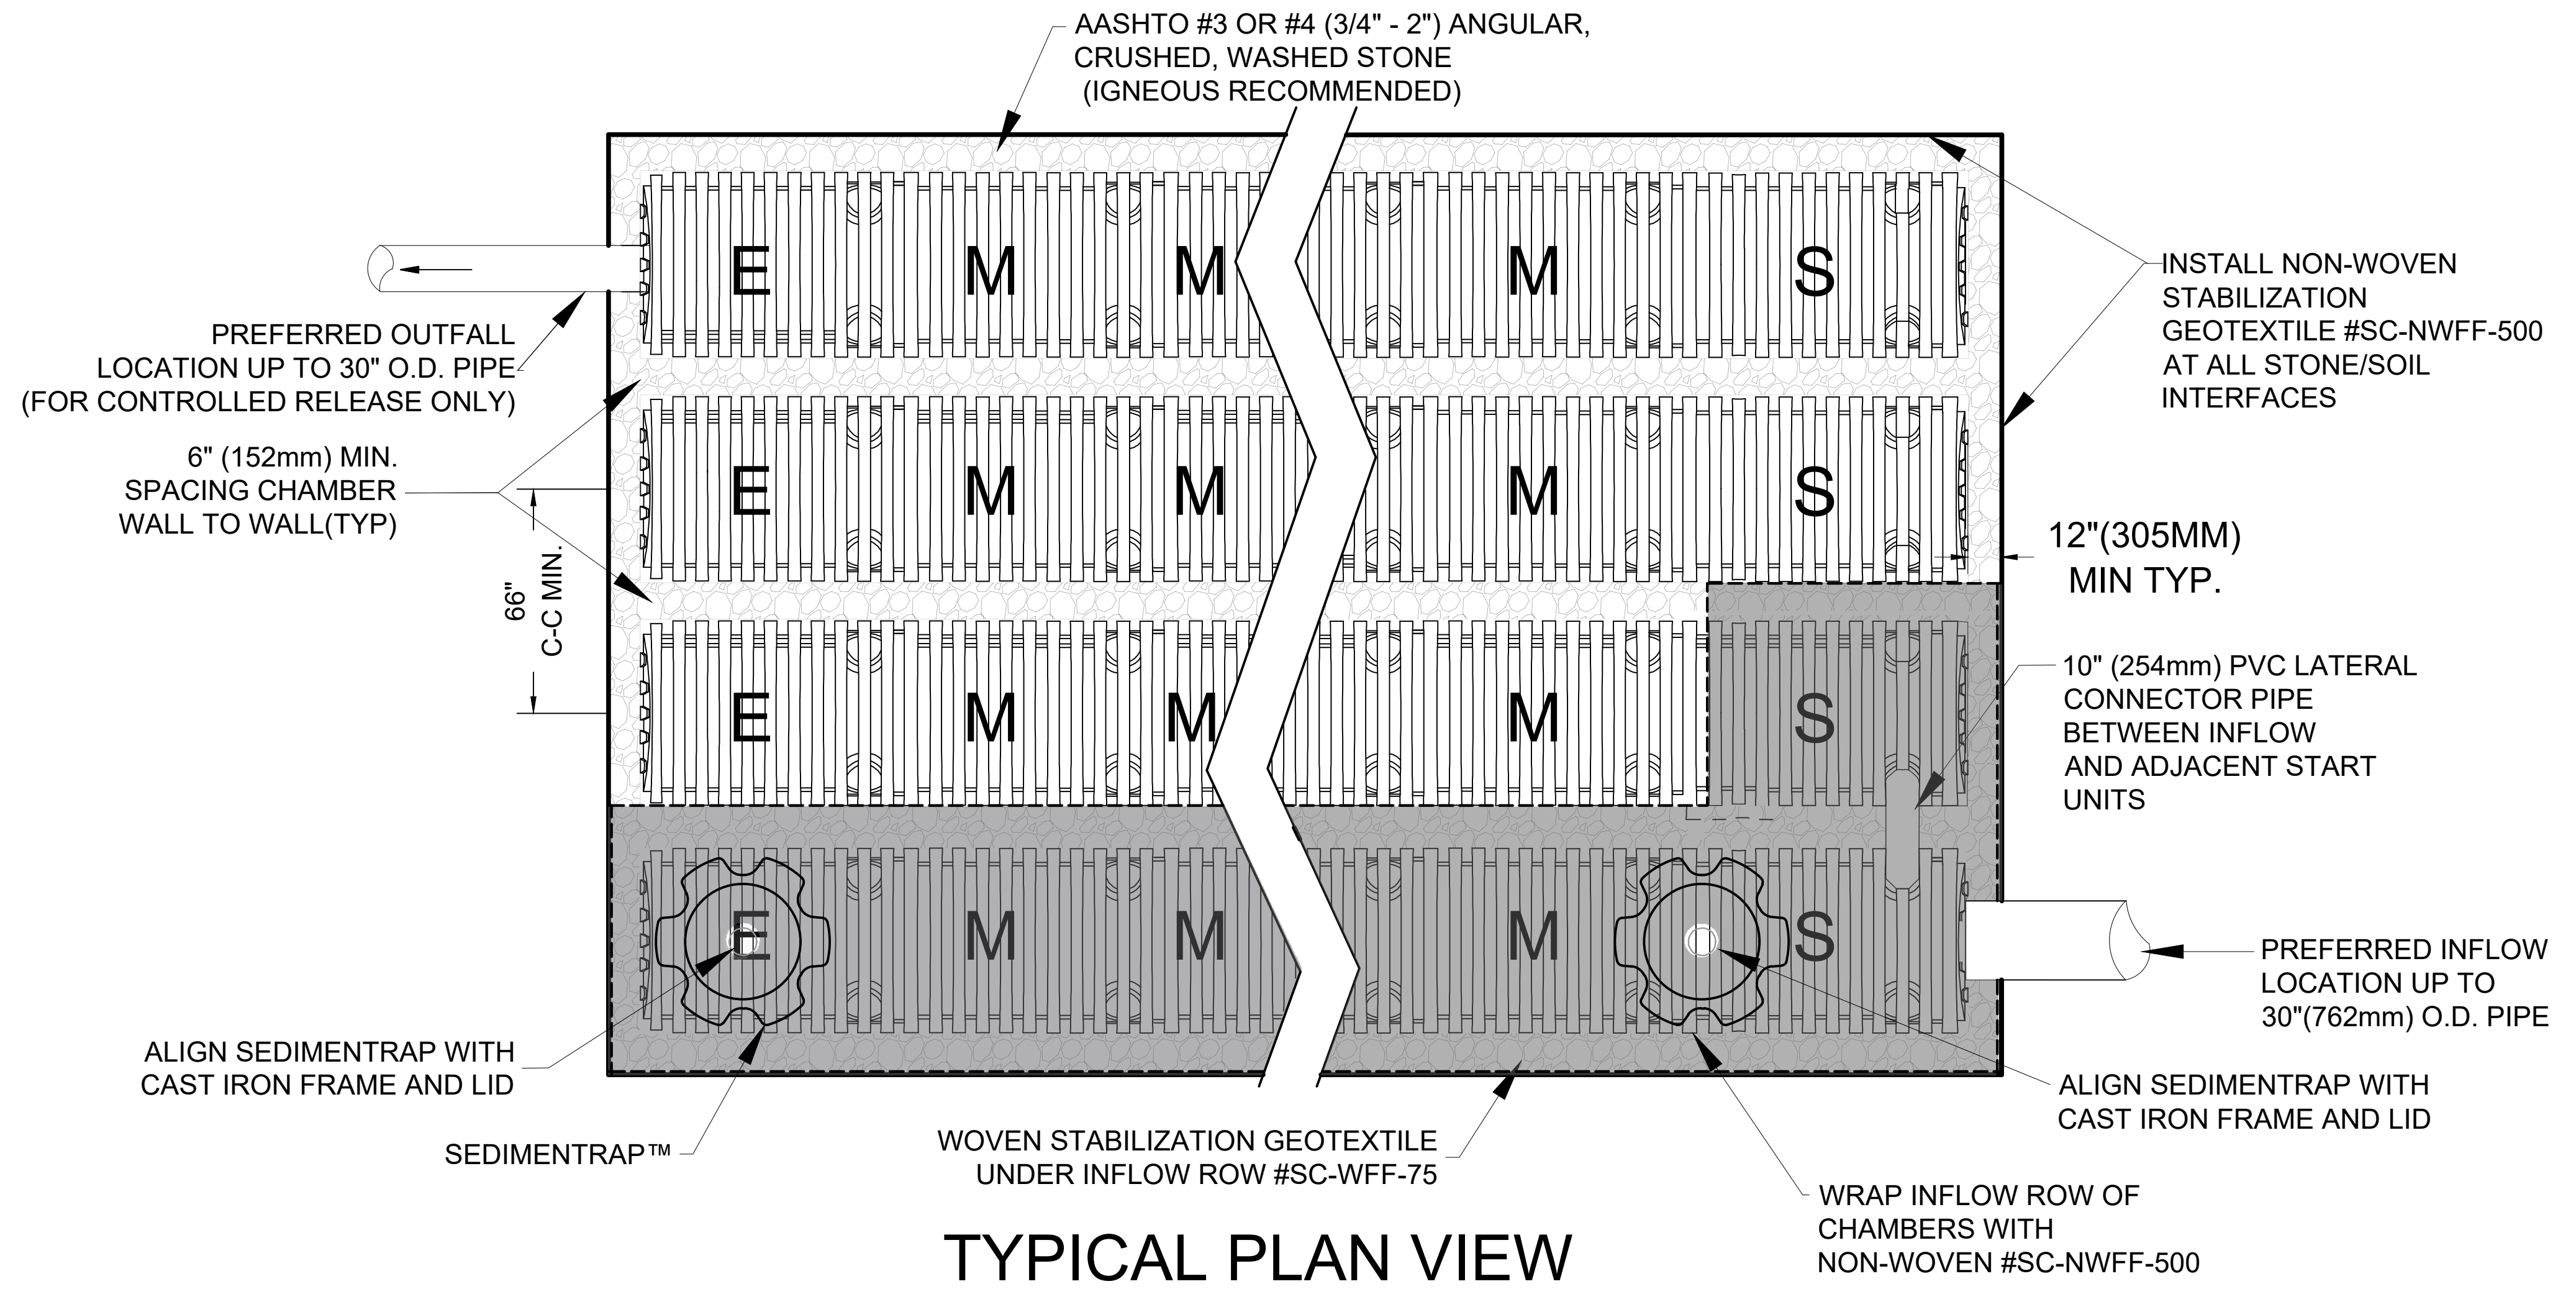 AASHTO #3 OR #4 (3/4" - 2") ANGULAR,
CRUSHED, WASHED STONE
(IGNEOUS RECOMMENDED)
PREFERRED OUTFALL
LOCATION UP TO 30" O.D. PIPE
(FOR CONTROLLED RELEASE ONLY)
6" (152mm) MIN.
SPACING CHAMBER
WALL TO WALL(TYP)
66"
C-C MIN.
E M M M S
E M M M S
E M M M S
E M M M S
INSTALL NON-WOVEN
STABILIZATION
GEOTEXTILE #SC-NWFF-500
AT ALL STONE/SOIL
INTERFACES
12"(305MM)
MIN TYP.
10" (254mm) PVC LATERAL
CONNECTOR PIPE
BETWEEN INFLOW
AND ADJACENT START
UNITS
PREFERRED INFLOW
LOCATION UP TO
30"(762mm) O.D. PIPE
ALIGN SEDIMENTRAP WITH
CAST IRON FRAME AND LID
SEDIMENTRAP™
WOVEN STABILIZATION GEOTEXTILE
UNDER INFLOW ROW #SC-WFF-75
ALIGN SEDIMENTRAP WITH
CAST IRON FRAME AND LID
WRAP INFLOW ROW OF
CHAMBERS WITH
NON-WOVEN #SC-NWFF-500
TYPICAL PLAN VIEW